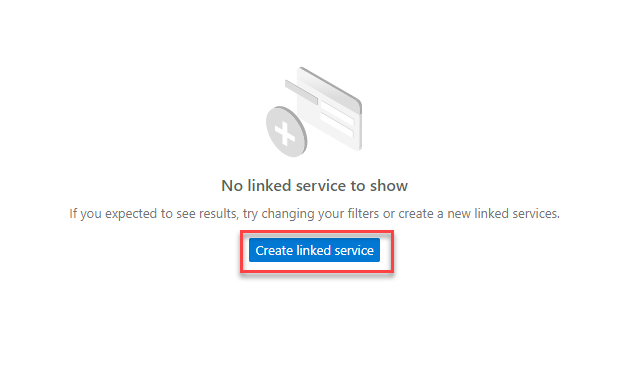 No linked service to show
If you expected to see results, try changing your filters or create a new linked services.
Create linked service